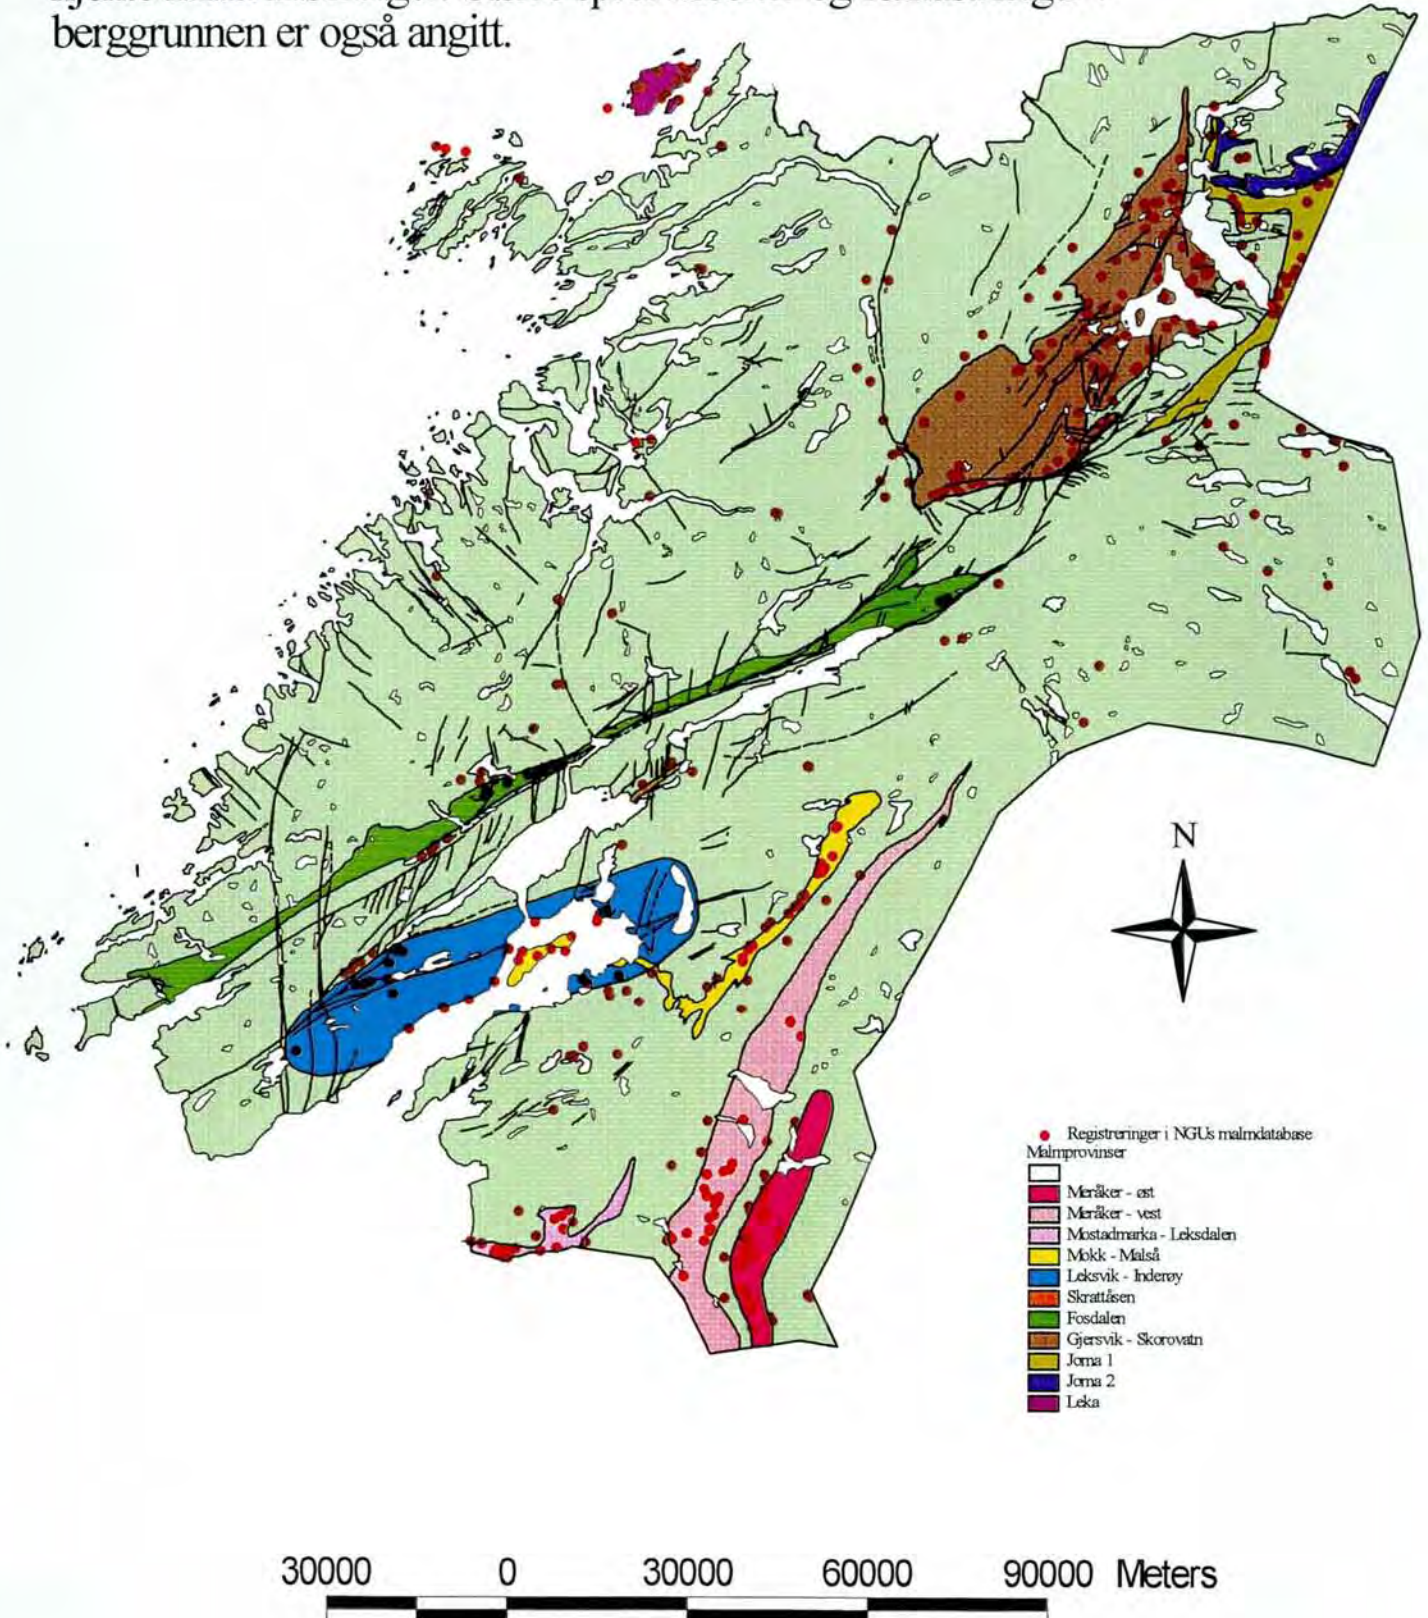 berggrunnen er også angitt.
N
Registreringer i NGUs malmdatabase
Malmprovinser
Meråker - øst
Meråker - vest
Mostadmarka - Leksdalen
Mokk - Malså
Leksvik - Inderøy
Skrattåsen
Fosdalen
Gjersvik - Skorovatn
Joma 1
Joma 2
Leka
30000 0 30000 60000 90000 Meters